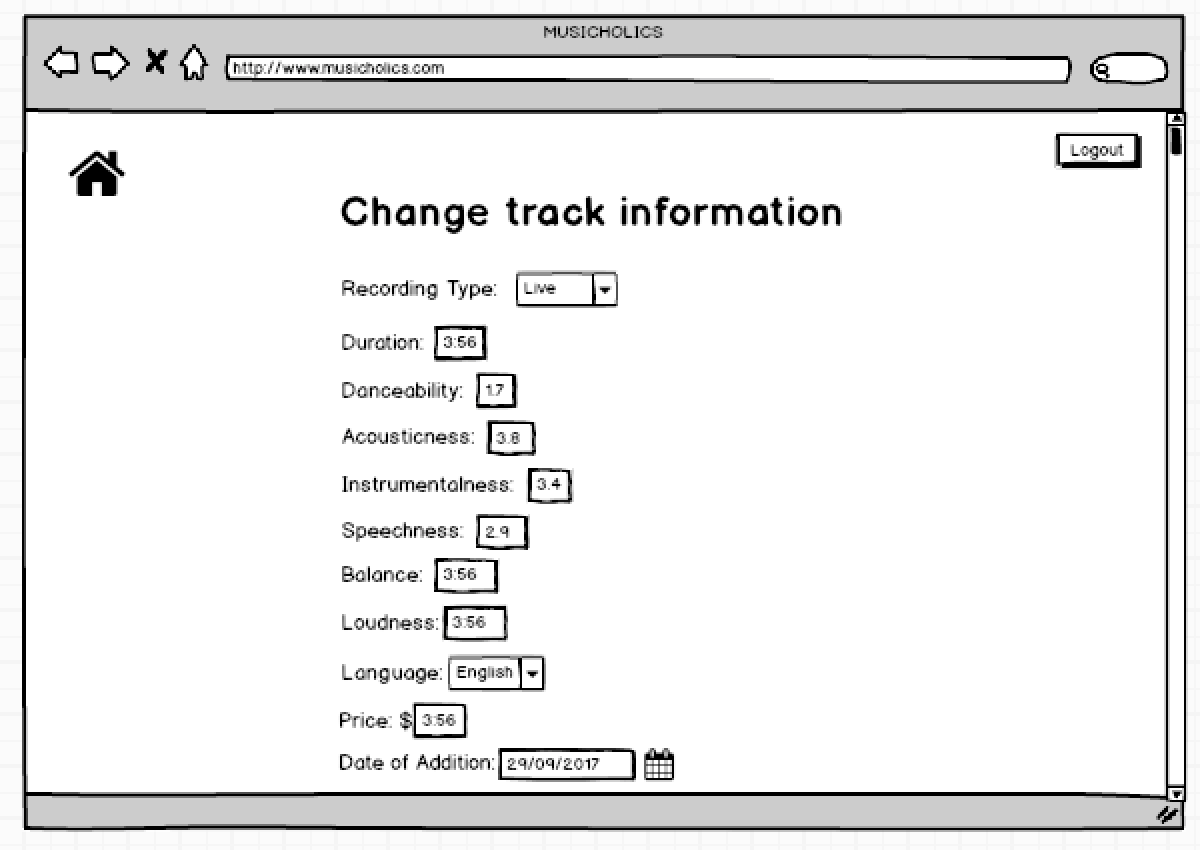 MUSICHOLICS
http://www.musicholics.com
Logout
Change track information
Recording Type: Live
Duration: 3:56
Danceability: 1.7
Acousticness: 3.8
Instrumentalness: 3.4
Speechness: 2.9
Balance: 3:56
Loudness: 3:56
Language: English
Price: $ 3:56
Date of Addition: 29/09/2017